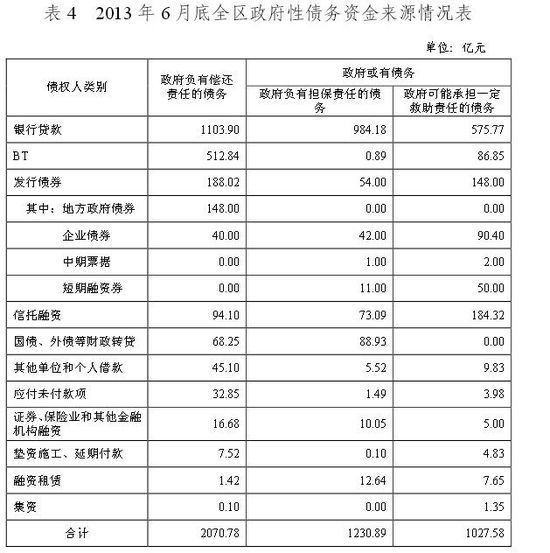 表 4 2013 年 6 月底全区政府性债务资金来源情况表
单位：亿元
债权人类别 政府负有偿还责任的债务 政府或有债务
政府负有担保责任的债务 政府可能承担一定救助责任的债务
银行贷款 1103.90 984.18 575.77
BT 512.84 0.89 86.85
发行债券 188.02 54.00 148.00
其中：地方政府债券 148.00 0.00 0.00
企业债券 40.00 42.00 90.40
中期票据 0.00 1.00 2.00
短期融资券 0.00 11.00 50.00
信托融资 94.10 73.09 184.32
国债、外债等财政转贷 68.25 88.93 0.00
其他单位和个人借款 45.10 5.52 9.83
应付未付款项 32.85 1.49 3.98
证券、保险业和其他金融机构融资 16.68 10.05 5.00
垫资施工、延期付款 7.52 0.10 4.83
融资租赁 1.42 12.64 7.65
集资 0.10 0.00 1.35
合计 2070.78 1230.89 1027.58